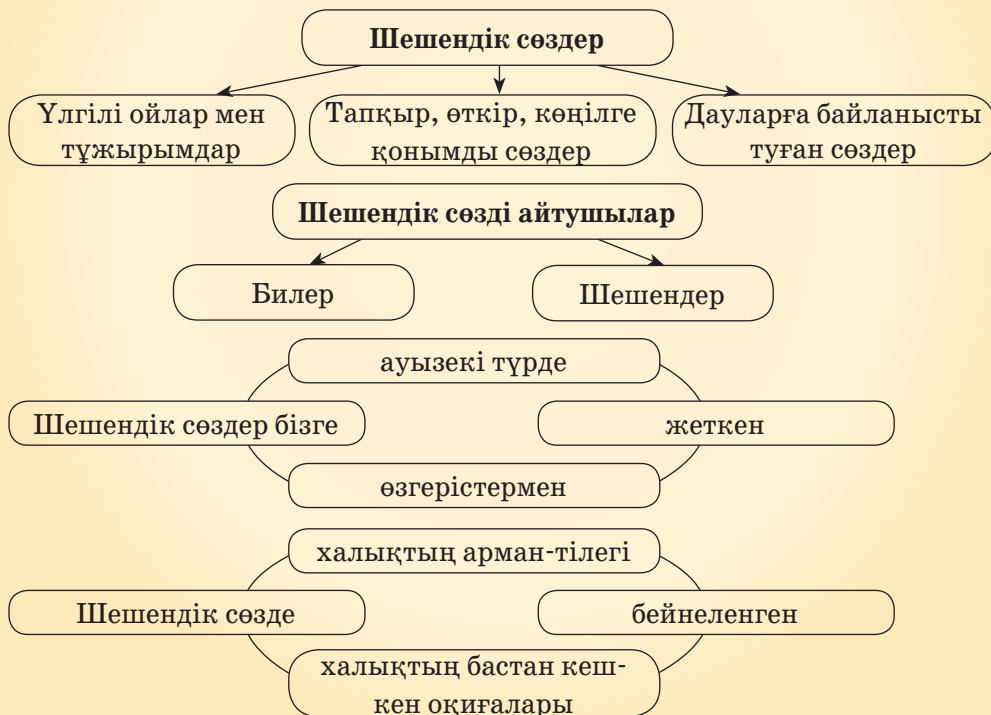 Шешендік сөздер
Үлгілі ойлар мен
тұжырымдар
Тапқыр, өткір, көңілге
қонымды сөздер
Дауларға байланысты
туған сөздер
Шешендік сөзді айтушылар
Билер
Шешендер
ауызекі түрде
Шешендік сөздер бізге
жеткен
өзгерістермен
халықтың арман-тілегі
Шешендік сөзде
бейнеленген
халықтың бастан кеш-
кен оқиғалары